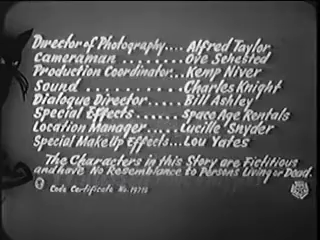 Director of Photography.... Alfred Taylor
Cameraman ......... Ove Sehested
Production Coordinator.. Kemp Niver
Sound ........... Charles Knight
Dialogue Director..... Bill Ashley
Special Effects ...... Space Age Rentals
Location Manager.... Lucille Snyder
Special Make Up Effects... Lou Yates
The Characters in this Story are Fictitious
and have No Resemblance to Persons Living or Dead.
Code Certificate No.